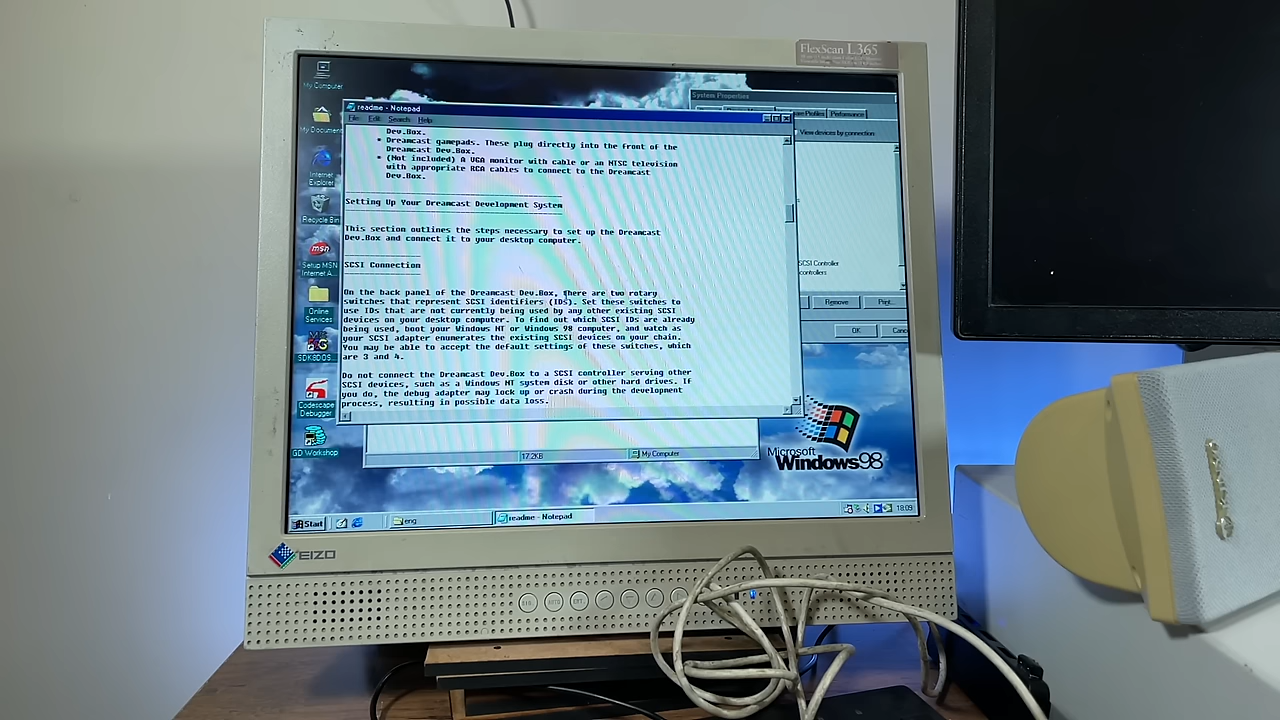 FlexScan L365
My Computer
My Documen
Internet
Explorer
Recycle Bin
msn
Setup MSN
Internet A...
Online
Services
SDK8DOS...
Codescape
Debugger
GD Workshop
System Properties
Profiles
Performance
View devices by connection
SCSI Controller
controllers
Remove
Print...
OK
Canc
readme - Notepad
File Edit Search Help
Dev.Box.
• Dreamcast gamepads. These plug directly into the front of the
Dreamcast Dev.Box.
• (Not included) A VGA monitor with cable or an NTSC television
with appropriate RCA cables to connect to the Dreamcast
Dev.Box.
Setting Up Your Dreamcast Development System
This section outlines the steps necessary to set up the Dreamcast
Dev.Box and connect it to your desktop computer.
SCSI Connection
On the back panel of the Dreamcast Dev.Box, there are two rotary
switches that represent SCSI identifiers (IDs). Set these switches to
use IDs that are not currently being used by any other existing SCSI
devices on your desktop computer. To find out which SCSI IDs are already
being used, boot your Windows NT or Windows 98 computer, and watch as
your SCSI adapter enumerates the existing SCSI devices on your chain.
You may be able to accept the default settings of these switches, which
are 3 and 4.
Do not connect the Dreamcast Dev.Box to a SCSI controller serving other
SCSI devices, such as a Windows NT system disk or other hard drives. If
you do, the debug adapter may lock up or crash during the development
process, resulting in possible data loss.
17.2KB
My Computer
Microsoft
Windows98
Start
eng
readme - Notepad
18:09
EIZO